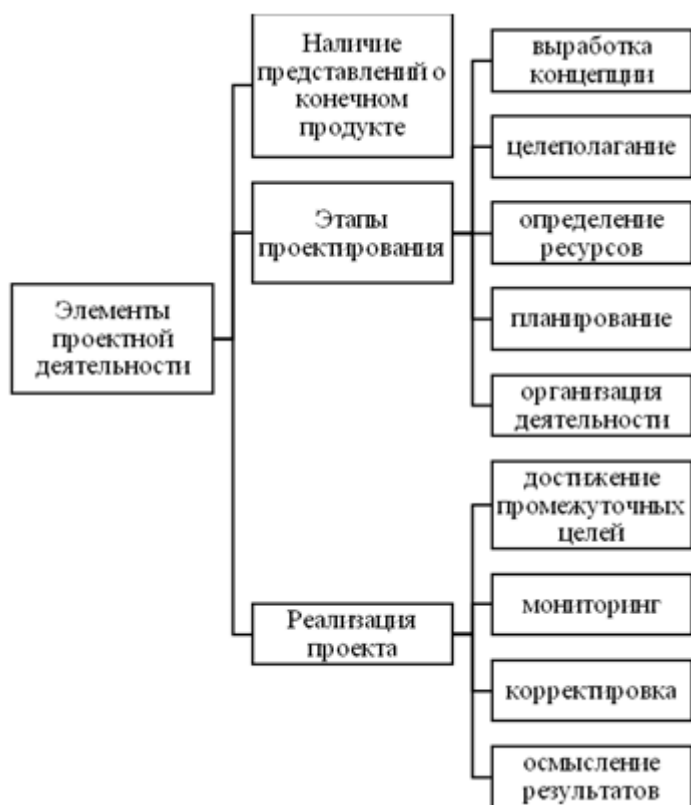 Наличие
представлений о
конечном
продукте
выработка
концепции
целеполагание
Этапы
проектирования
определение
ресурсов
Элементы
проектной
деятельности
планирование
организация
деятельности
достижение
промежуточных
целей
Реализация
проекта
мониторинг
корректировка
осмысление
результатов